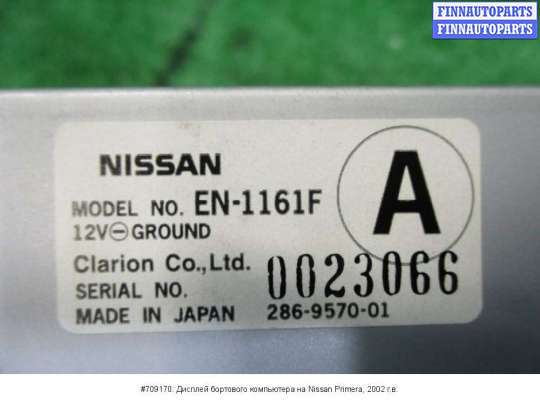 FINNAUTOPARTS
FINNAUTOPARTS
NISSAN
A
MODEL NO. EN-1161F
12V⊖GROUND
Clarion Co.,Ltd.
SERIAL NO. 0023066
MADE IN JAPAN 286-9570-01
#709170: Дисплей бортового компьютера на Nissan Primera, 2002 г.в.